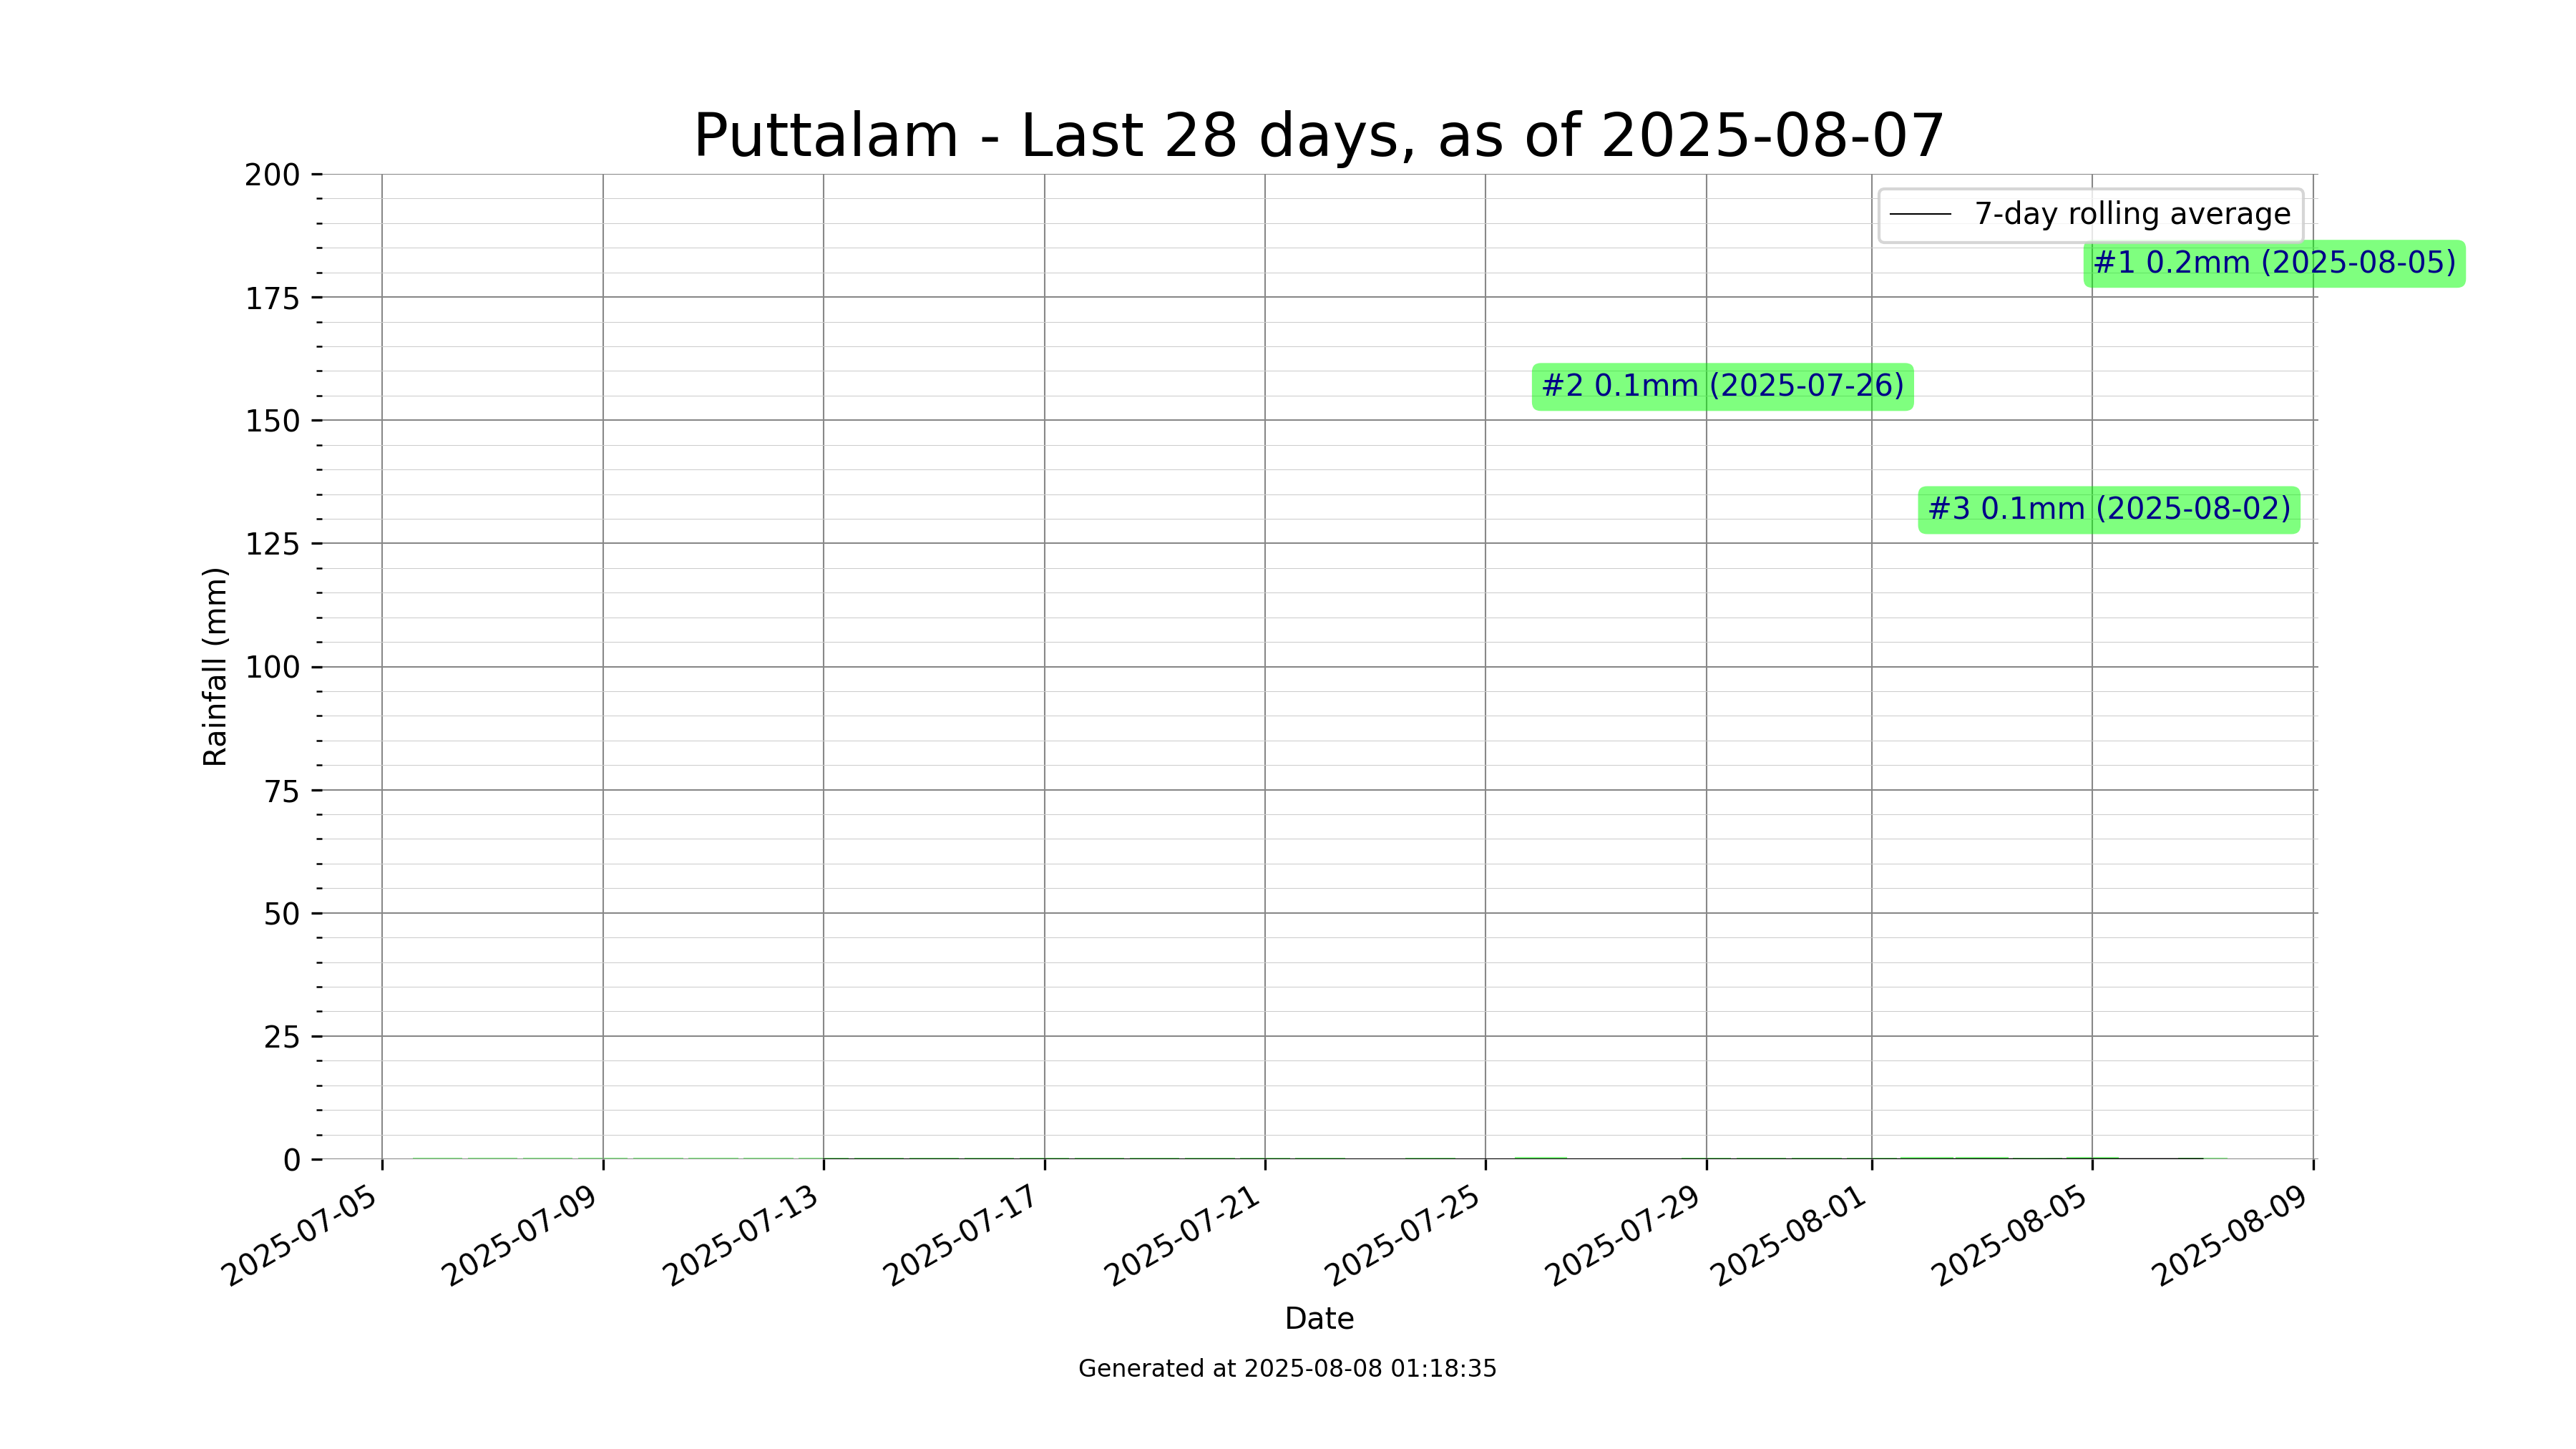 Puttalam - Last 28 days, as of 2025-08-07
7-day rolling average
#1 0.2mm (2025-08-05)
#2 0.1mm (2025-07-26)
#3 0.1mm (2025-08-02)
Rainfall (mm)
200
175
150
125
100
75
50
25
0
2025-07-05
2025-07-09
2025-07-13
2025-07-17
2025-07-21
2025-07-25
2025-07-29
2025-08-01
2025-08-05
2025-08-09
Date
Generated at 2025-08-08 01:18:35